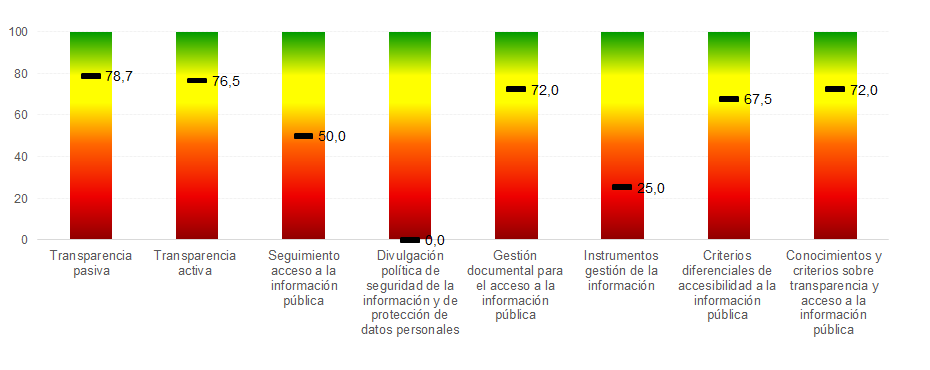 100
80
60
40
20
0
78,7
76,5
50,0
0,0
72,0
25,0
67,5
72,0
Transparencia
pasiva
Transparencia
activa
Seguimiento
acceso a la
información
pública
Divulgación
política de
seguridad de la
información y de
protección de
datos personales
Gestión
documental para
el acceso a la
información
pública
Instrumentos
gestión de la
información
Criterios
diferenciales de
accesibilidad a la
información
pública
Conocimientos y
criterios sobre
transparencia y
acceso a la
información
pública